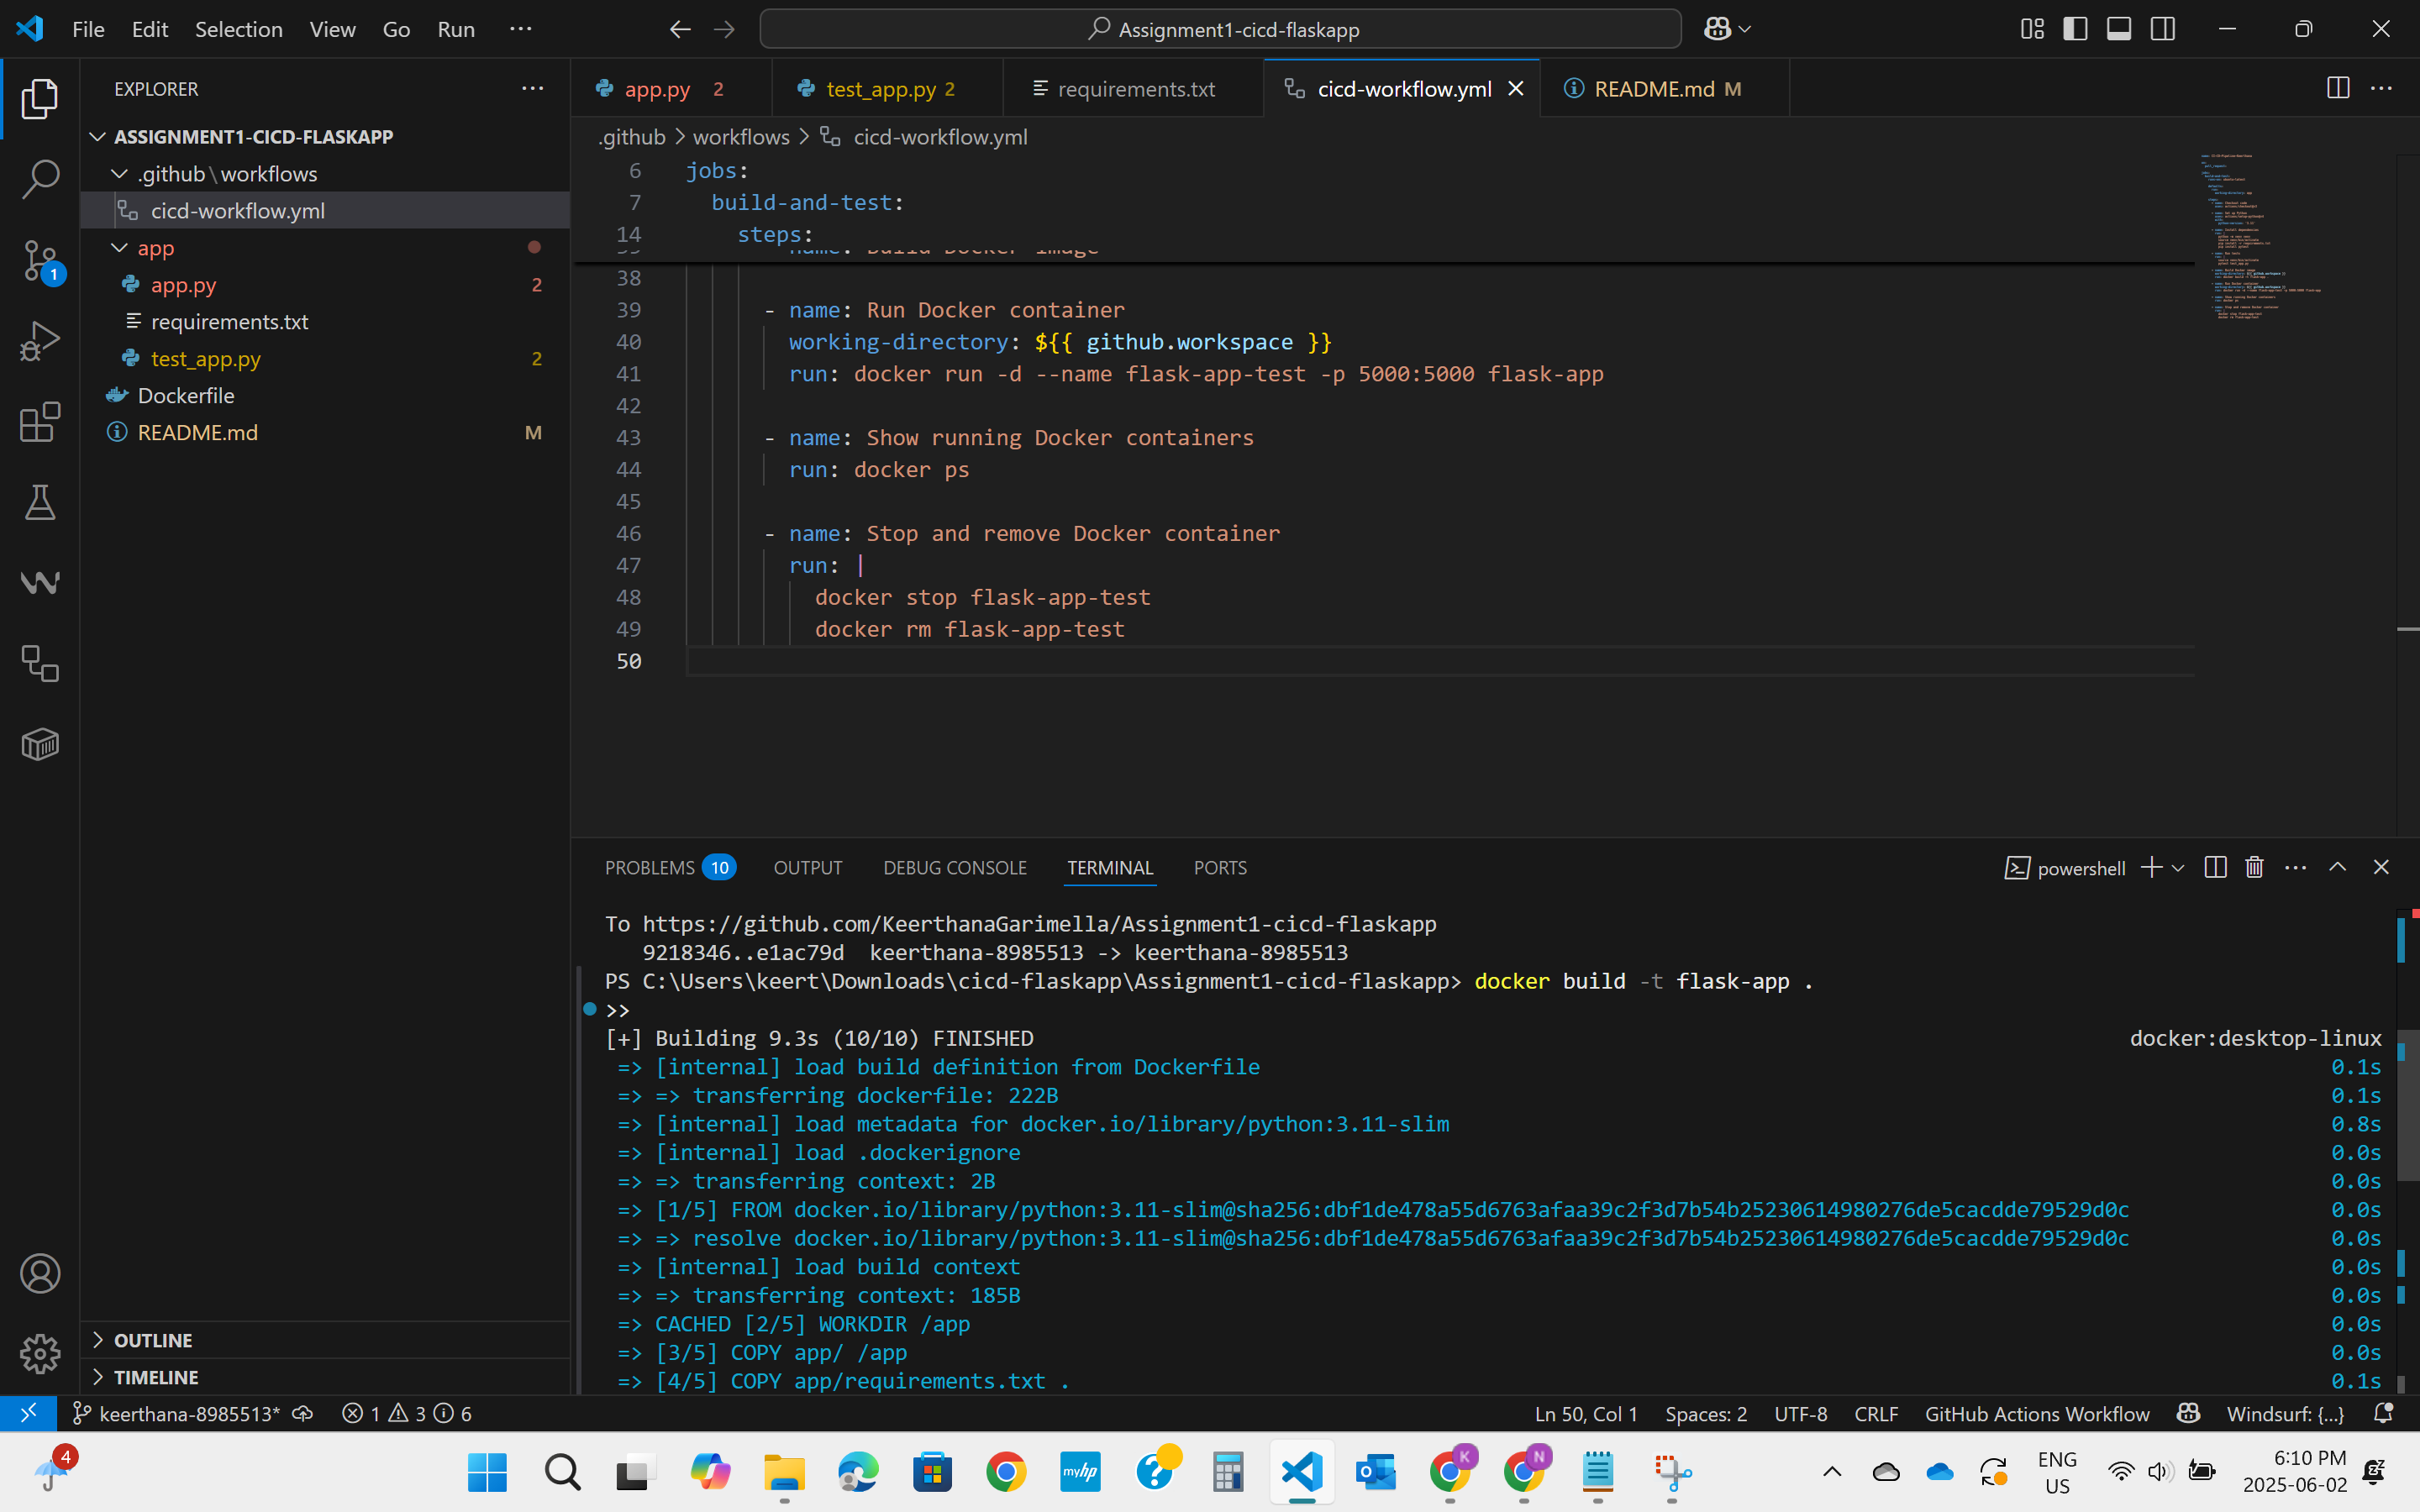 File Edit Selection View Go Run ···
Assignment1-cicd-flaskapp
EXPLORER
ASSIGNMENT1-CICD-FLASKAPP
.github\workflows
cicd-workflow.yml
app
app.py 2
requirements.txt
test_app.py 2
Dockerfile
README.md M
1
OUTLINE
TIMELINE
app.py 2 test_app.py 2 requirements.txt cicd-workflow.yml README.md M
.github > workflows > cicd-workflow.yml
6 jobs:
7 build-and-test:
14 steps:
38
39 - name: Run Docker container
40 working-directory: ${{ github.workspace }}
41 run: docker run -d --name flask-app-test -p 5000:5000 flask-app
42
43 - name: Show running Docker containers
44 run: docker ps
45
46 - name: Stop and remove Docker container
47 run: |
48 docker stop flask-app-test
49 docker rm flask-app-test
50
PROBLEMS 10 OUTPUT DEBUG CONSOLE TERMINAL PORTS
powershell
To https://github.com/KeerthanaGarimella/Assignment1-cicd-flaskapp
9218346..e1ac79d keerthana-8985513 -> keerthana-8985513
PS C:\Users\keert\Downloads\cicd-flaskapp\Assignment1-cicd-flaskapp> docker build -t flask-app .
>>
[+] Building 9.3s (10/10) FINISHED docker:desktop-linux
=> [internal] load build definition from Dockerfile 0.1s
=> => transferring dockerfile: 222B 0.1s
=> [internal] load metadata for docker.io/library/python:3.11-slim 0.8s
=> [internal] load .dockerignore 0.0s
=> => transferring context: 2B 0.0s
=> [1/5] FROM docker.io/library/python:3.11-slim@sha256:dbf1de478a55d6763afaa39c2f3d7b54b25230614980276de5cacdde79529d0c 0.0s
=> => resolve docker.io/library/python:3.11-slim@sha256:dbf1de478a55d6763afaa39c2f3d7b54b25230614980276de5cacdde79529d0c 0.0s
=> [internal] load build context 0.0s
=> => transferring context: 185B 0.0s
=> CACHED [2/5] WORKDIR /app 0.0s
=> [3/5] COPY app/ /app 0.0s
=> [4/5] COPY app/requirements.txt . 0.1s
keerthana-8985513* 1 3 6
Ln 50, Col 1 Spaces: 2 UTF-8 CRLF GitHub Actions Workflow Windsurf: {...}
4
myhp
K
N
ENG
US
6:10 PM
2025-06-02